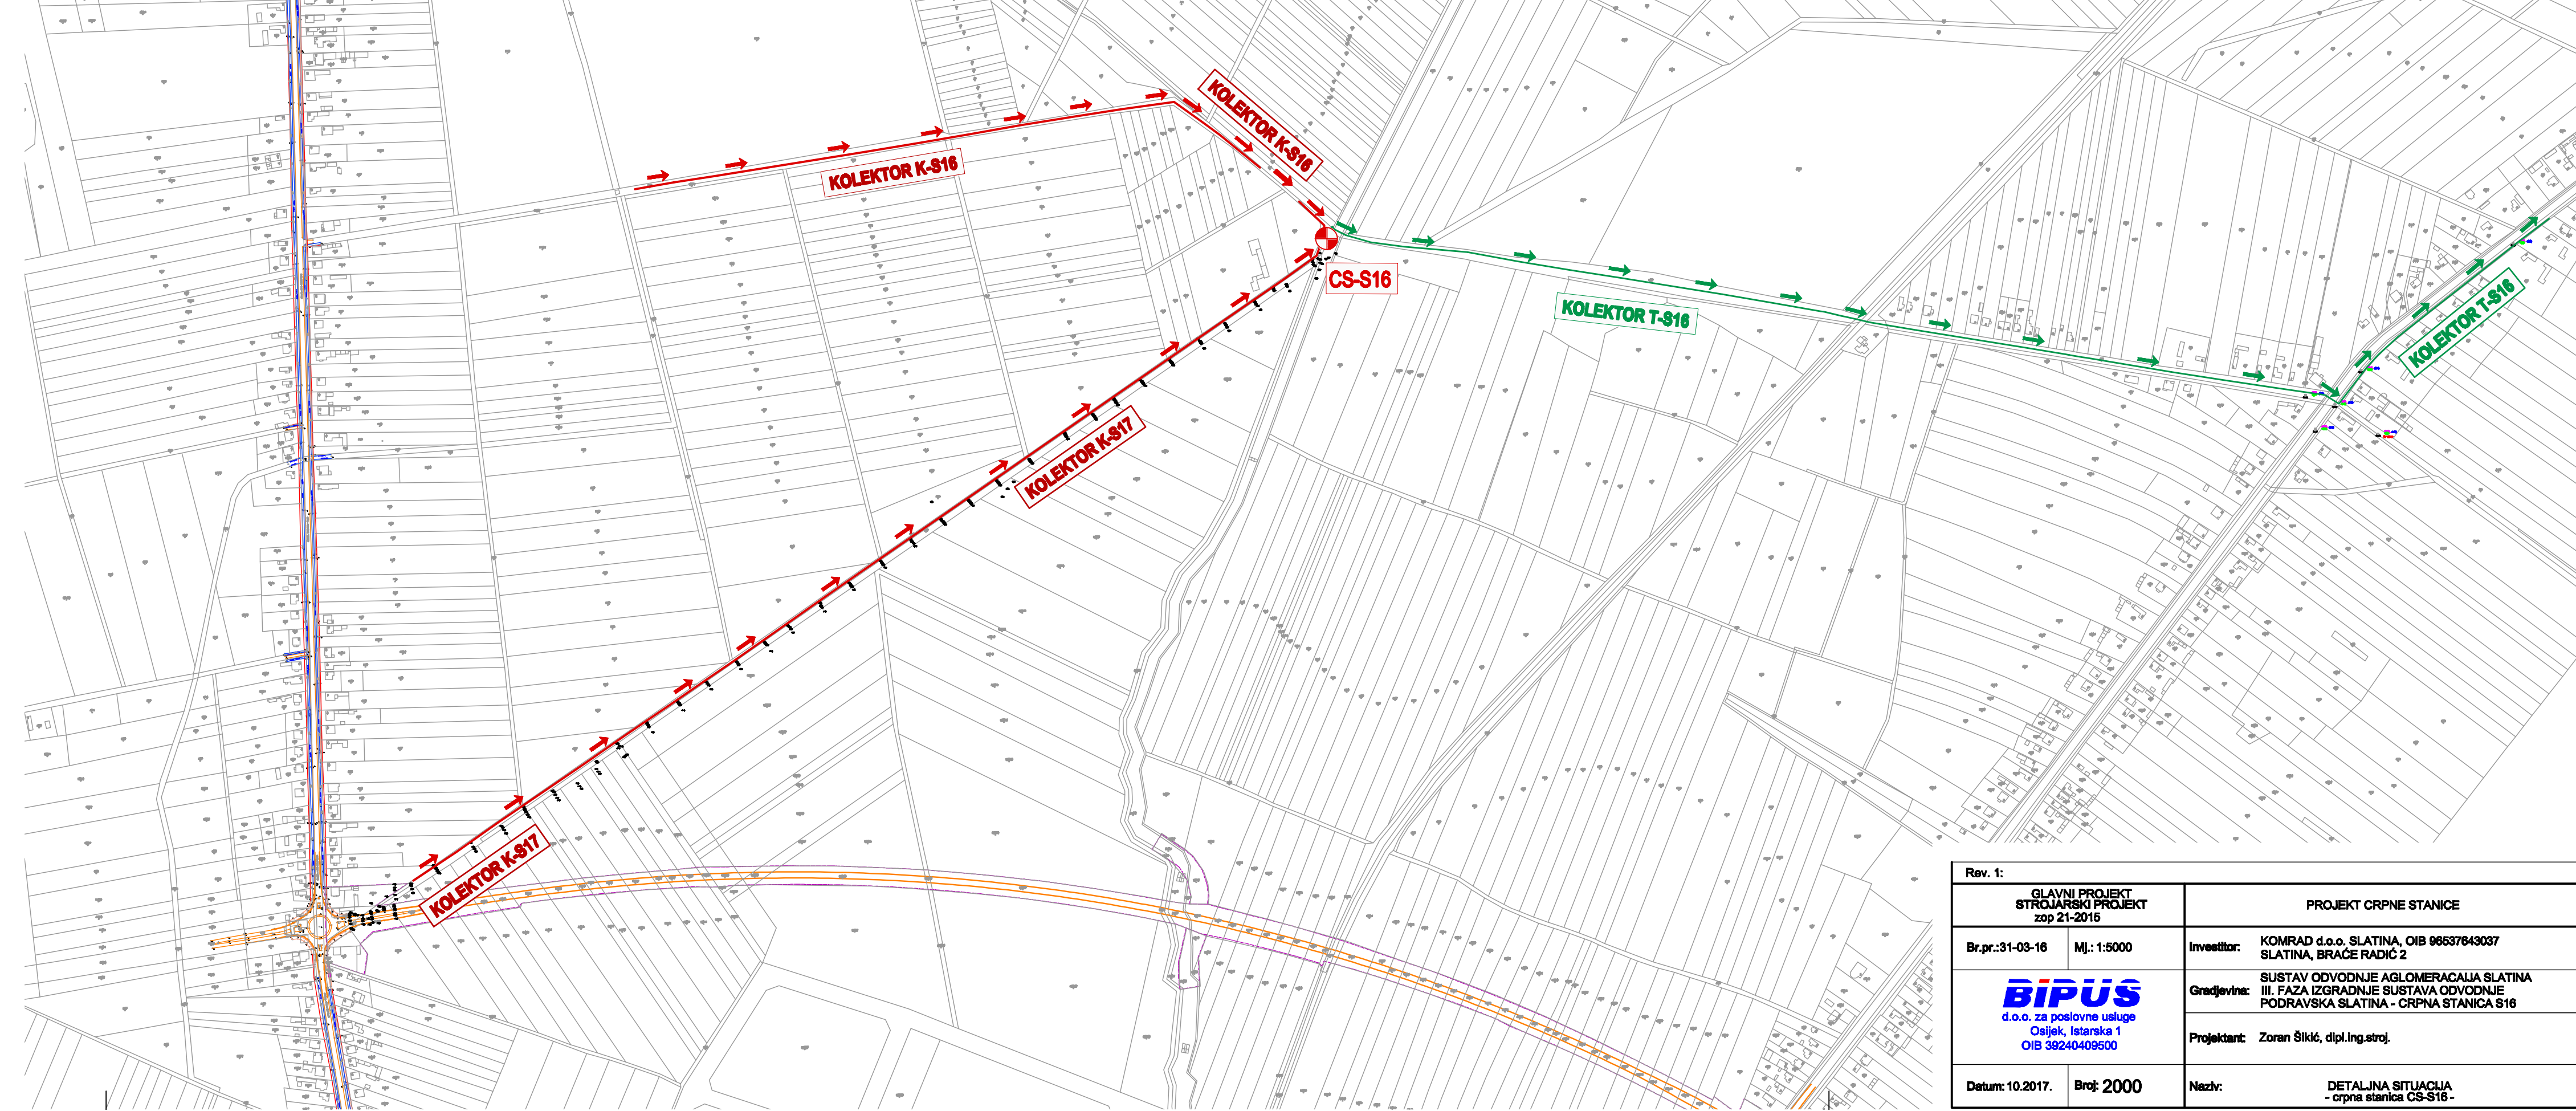 KOLEKTOR K-S16
KOLEKTOR K-S16
CS-S16
KOLEKTOR T-S16
KOLEKTOR T-S16
KOLEKTOR K-S17
KOLEKTOR K-S17
Rev. 1:
GLAVNI PROJEKT
STROJARSKI PROJEKT
zop 21-2015
PROJEKT CRPNE STANICE
Br.pr.:31-03-16
Mj.: 1:5000
Investitor:
KOMRAD d.o.o. SLATINA, OIB 96537643037
SLATINA, BRAĆE RADIĆ 2
BIPUS
d.o.o. za poslovne usluge
Osijek, Istarska 1
OIB 39240409500
Gradjevina:
SUSTAV ODVODNJE AGLOMERACAIJA SLATINA
III. FAZA IZGRADNJE SUSTAVA ODVODNJE
PODRAVSKA SLATINA - CRPNA STANICA S16
Projektant:
Zoran Šikić, dipl.ing.stroj.
Datum: 10.2017.
Broj: 2000
Naziv:
DETALJNA SITUACIJA
- crpna stanica CS-S16 -